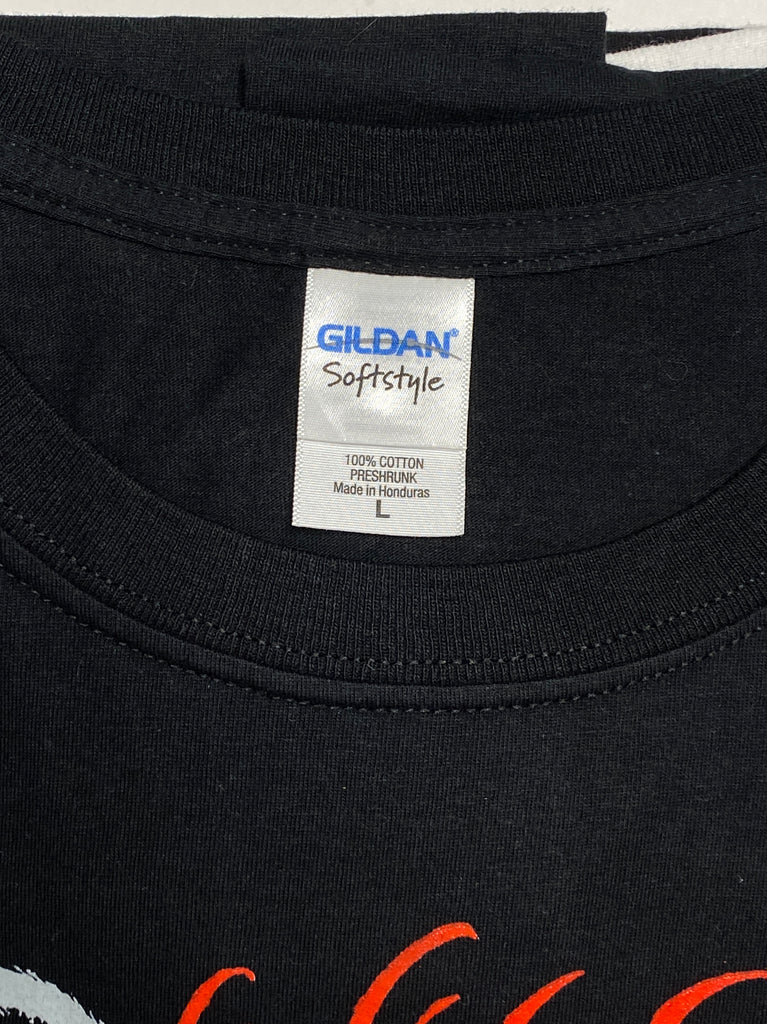 GILDAN®
Softstyle
100% COTTON
PRESHRUNK
Made in Honduras
L